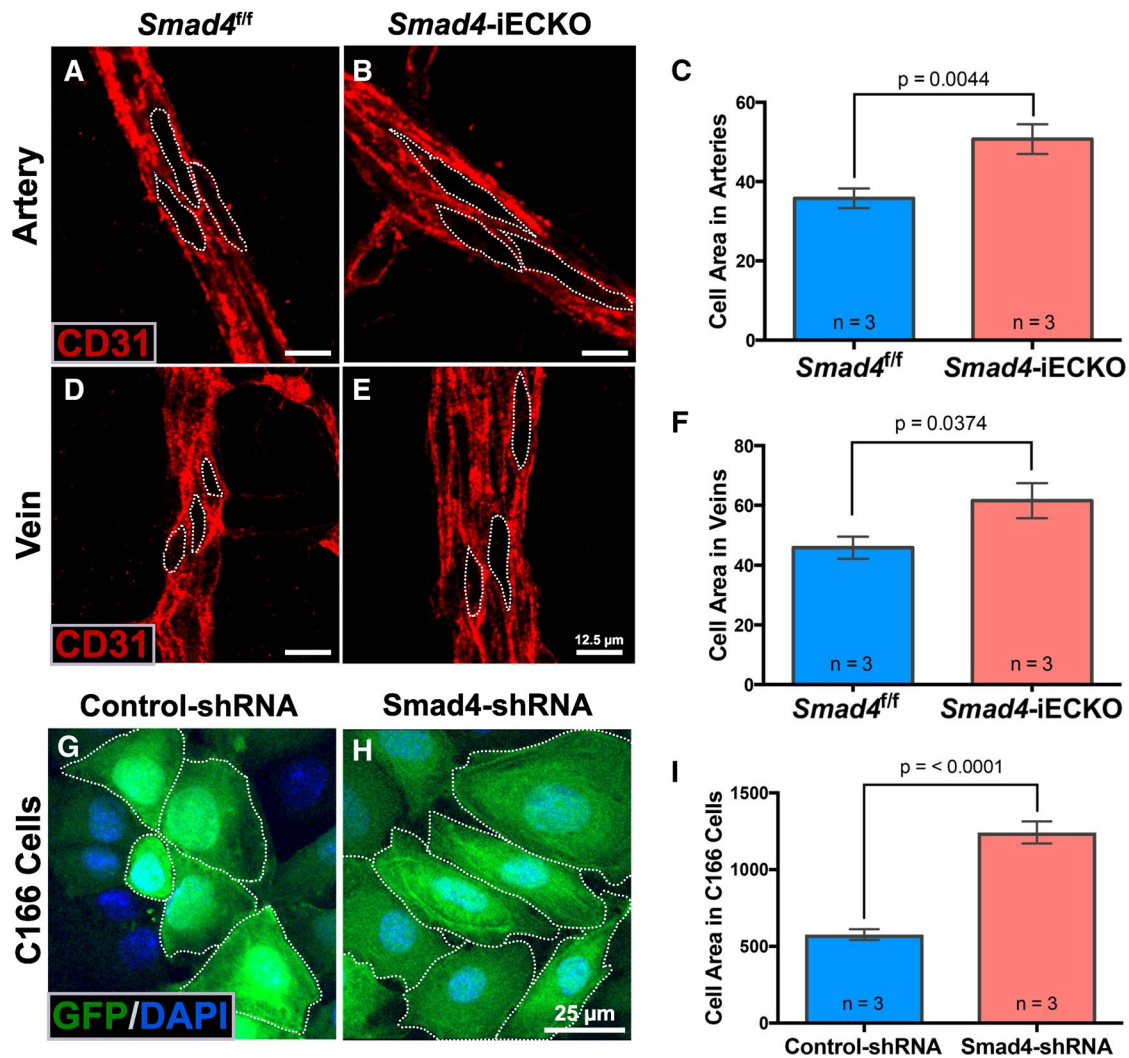 Smad4f/f
Smad4-iECKO
Artery
A
B
CD31
C
p = 0.0044
Cell Area in Arteries
60
40
20
0
n = 3
n = 3
Smad4f/f
Smad4-iECKO
Vein
D
E
CD31
12.5 µm
F
p = 0.0374
Cell Area in Veins
80
60
40
20
0
n = 3
n = 3
Smad4f/f
Smad4-iECKO
Control-shRNA
Smad4-shRNA
C166 Cells
G
H
GFP/DAPI
25 µm
I
p = < 0.0001
Cell Area in C166 Cells
1500
1000
500
0
n = 3
n = 3
Control-shRNA
Smad4-shRNA